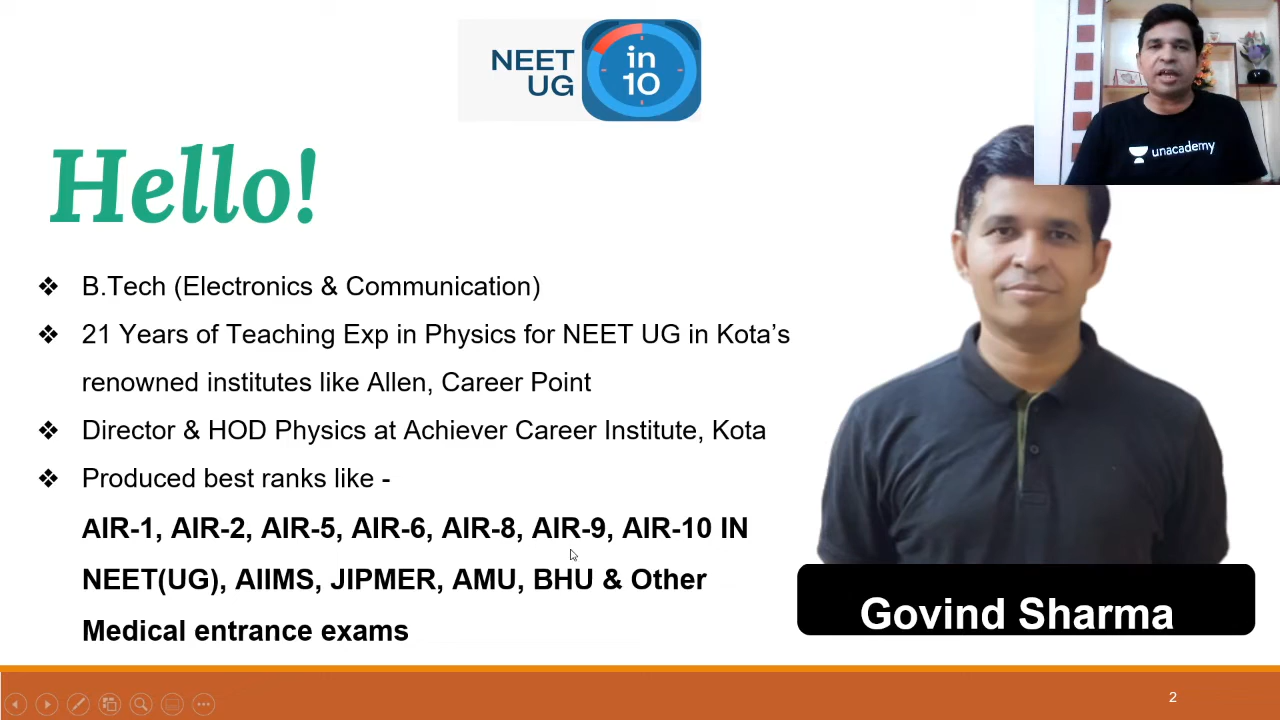 NEET
UG
in
10
unacademy
Hello!
❖ B.Tech (Electronics & Communication)
❖ 21 Years of Teaching Exp in Physics for NEET UG in Kota’s
renowned institutes like Allen, Career Point
❖ Director & HOD Physics at Achiever Career Institute, Kota
❖ Produced best ranks like -
AIR-1, AIR-2, AIR-5, AIR-6, AIR-8, AIR-9, AIR-10 IN
NEET(UG), AIIMS, JIPMER, AMU, BHU & Other
Medical entrance exams
Govind Sharma
2